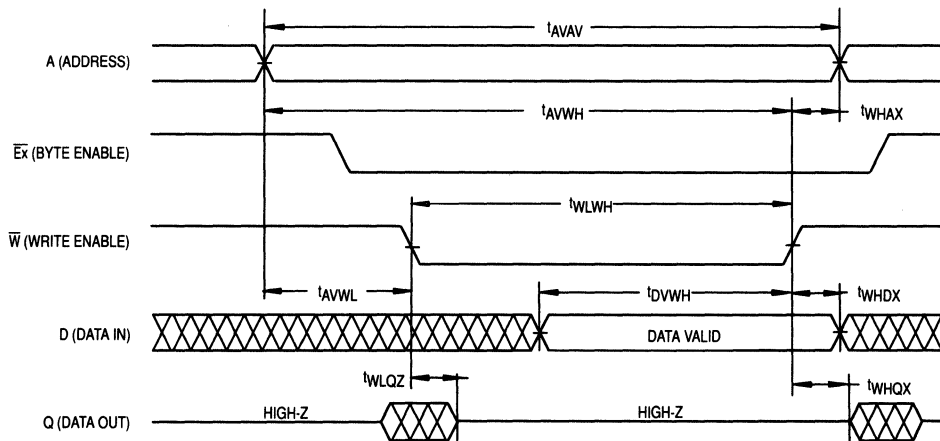 tAVAV
A (ADDRESS)
tAVWH
tWHAX
E̅x̅ (BYTE ENABLE)
tWLWH
W̅ (WRITE ENABLE)
tAVWL
tDVWH
tWHDX
D (DATA IN)
DATA VALID
tWLQZ
tWHQX
Q (DATA OUT)
HIGH-Z
HIGH-Z